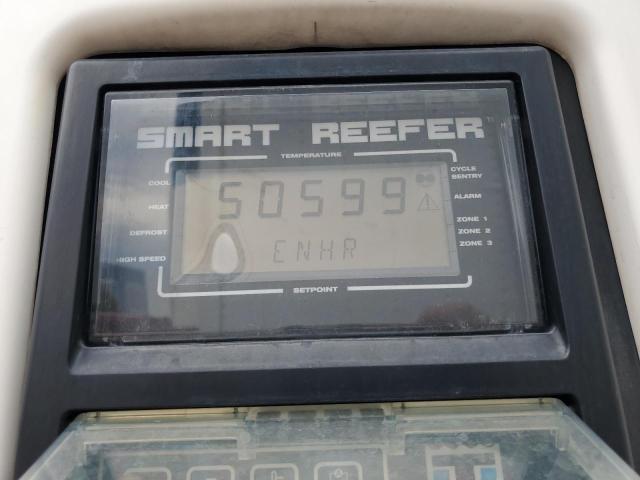 SMART REEFER
TEMPERATURE
COOL
HEAT
DEFROST
HIGH SPEED
50599
ENHR
CYCLE
SENTRY
ALARM
ZONE 1
ZONE 2
ZONE 3
SETPOINT